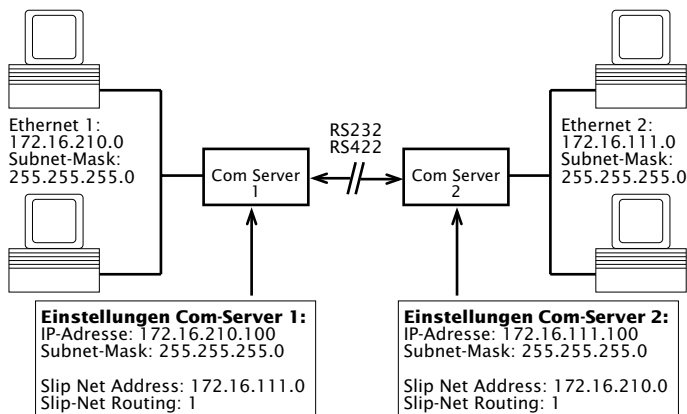 Ethernet 1:
172.16.210.0
Subnet-Mask:
255.255.255.0
RS232
RS422
Ethernet 2:
172.16.111.0
Subnet-Mask:
255.255.255.0
Com Server
1
Com Server
2
Einstellungen Com-Server 1:
IP-Adresse: 172.16.210.100
Subnet-Mask: 255.255.255.0
Slip Net Address: 172.16.111.0
Slip-Net Routing: 1
Einstellungen Com-Server 2:
IP-Adresse: 172.16.111.100
Subnet-Mask: 255.255.255.0
Slip Net Address: 172.16.210.0
Slip-Net Routing: 1